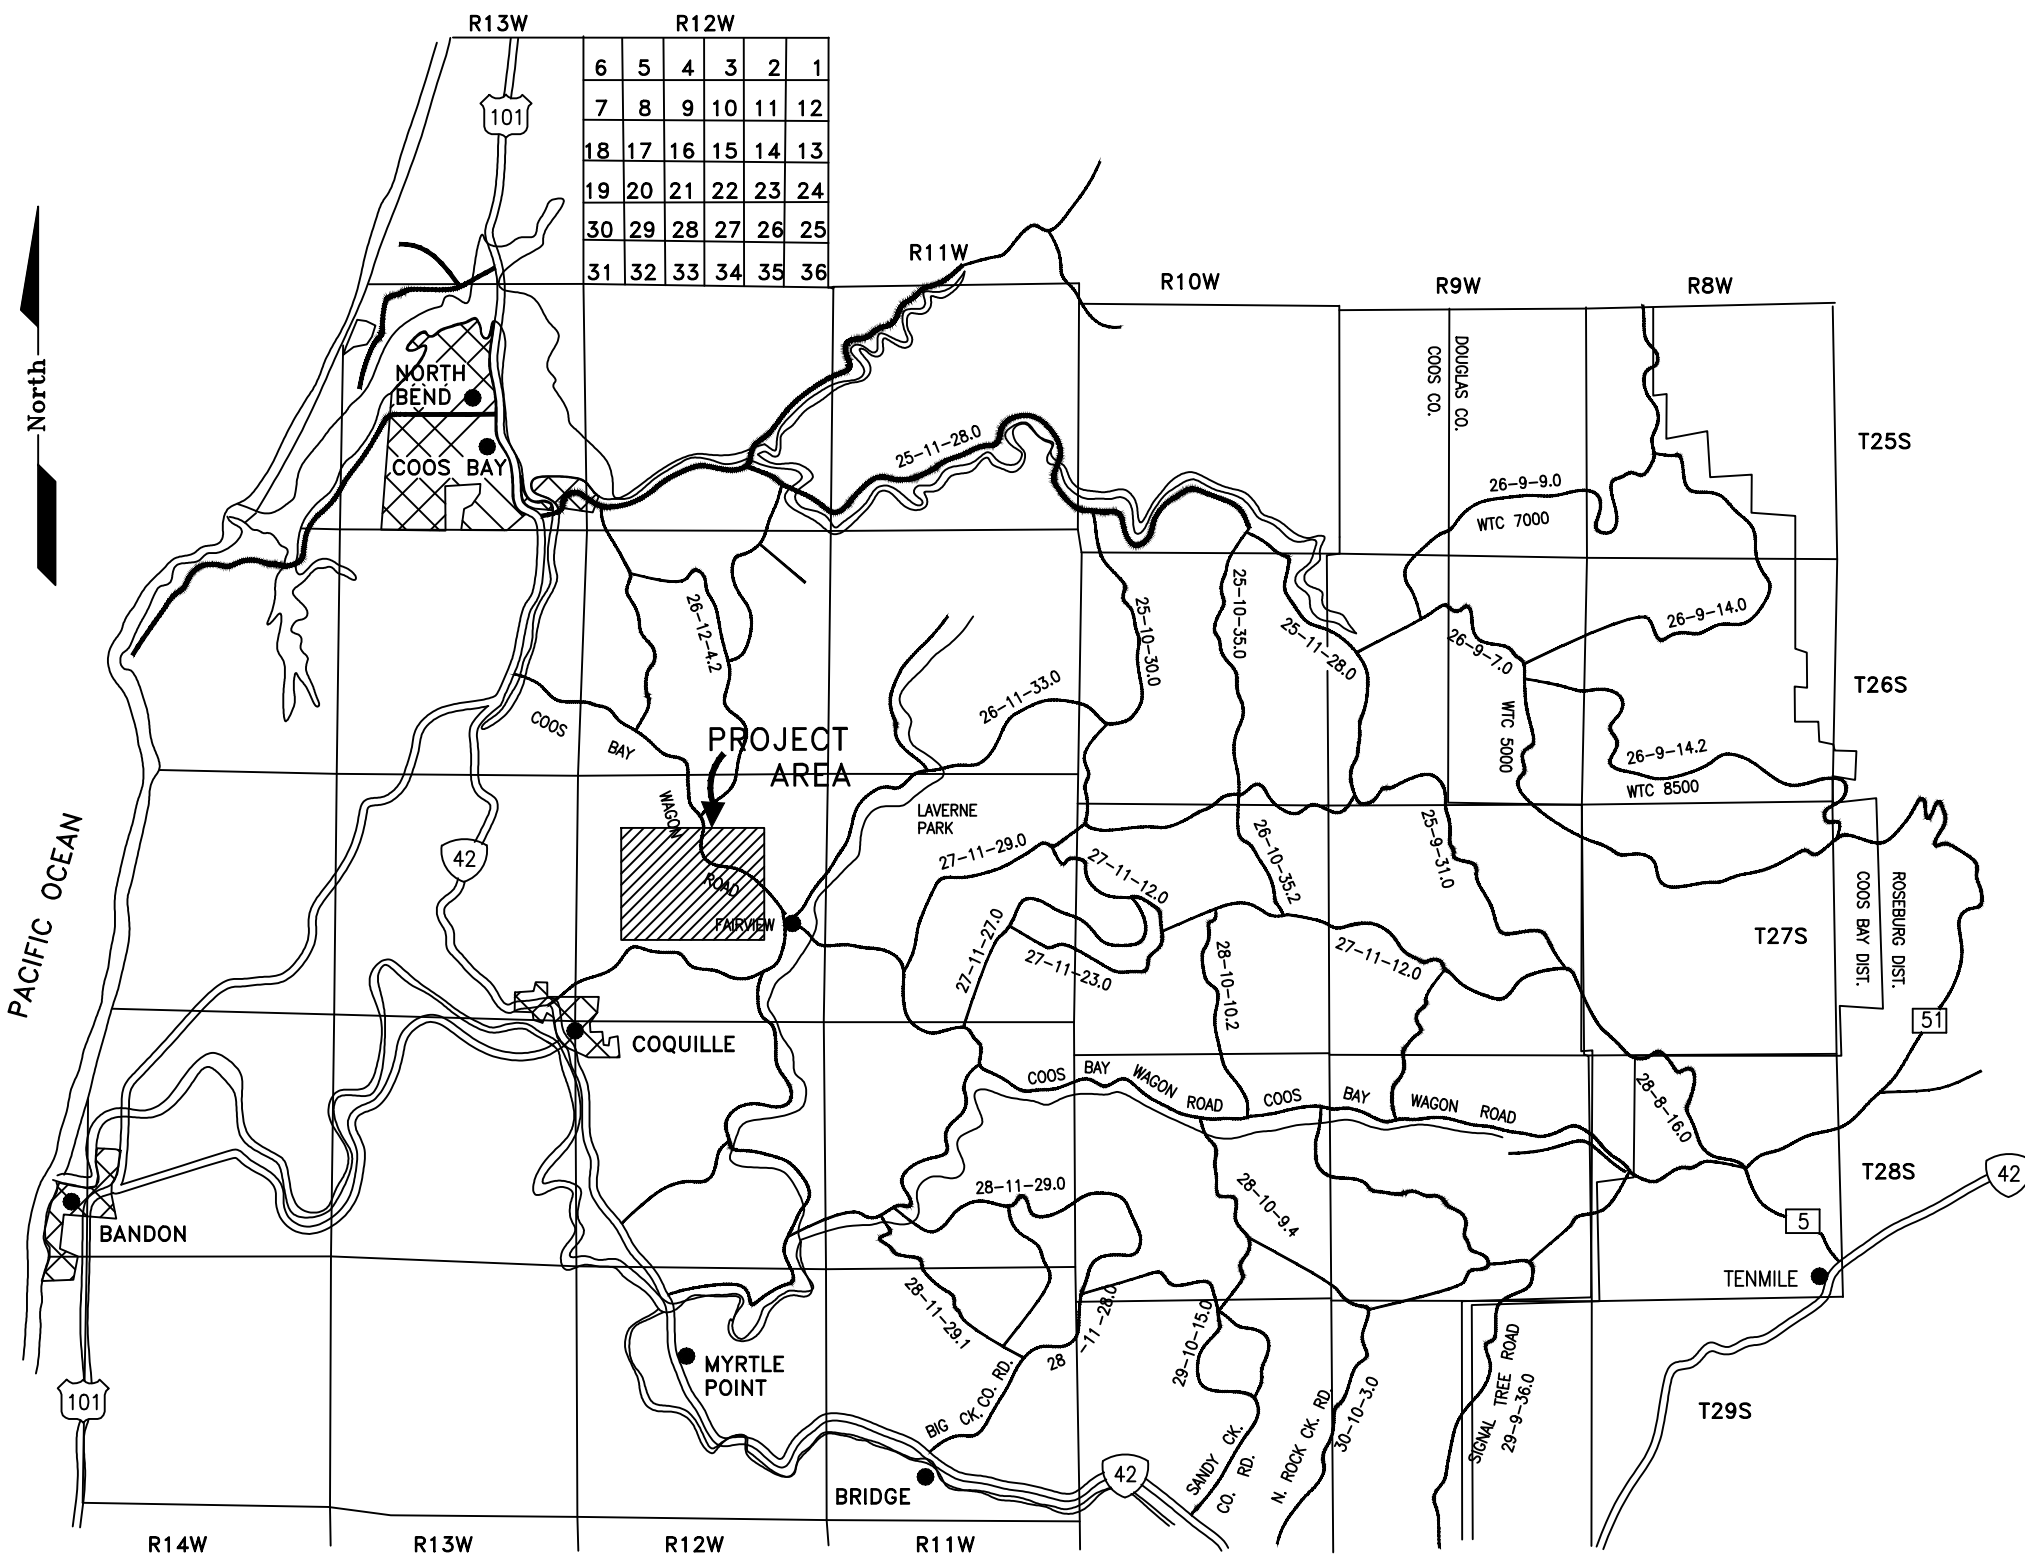 R13W
R12W
6 5 4 3 2 1
7 8 9 10 11 12
18 17 16 15 14 13
19 20 21 22 23 24
30 29 28 27 26 25
31 32 33 34 35 36
101
R11W
R10W
R9W
R8W
North
NORTH
BEND
COOS BAY
25-11-28.0
DOUGLAS CO.
COOS CO.
T25S
26-9-9.0
WTC 7000
26-12-4.2
25-10-30.0
25-10-35.0
25-11-28.0
26-9-7.0
26-9-14.0
T26S
26-11-33.0
COOS BAY WAGON ROAD
PROJECT
AREA
WTC 5000
26-9-14.2
WTC 8500
LAVERNE
PARK
PACIFIC OCEAN
42
27-11-29.0
27-11-12.0
26-10-35.2
25-9-31.0
FAIRVIEW
27-11-27.0
27-11-23.0
28-10-10.2
27-11-12.0
T27S
COOS BAY DIST.
ROSEBURG DIST.
51
COQUILLE
COOS BAY WAGON ROAD
COOS BAY WAGON ROAD
28-8-16.0
T28S
42
5
BANDON
28-11-29.0
28-10-9.4
TENMILE
28-11-29.1
28-11-28.0
29-10-15.0
MYRTLE
POINT
BIG CK. CO. RD.
SANDY CK.
CO. RD.
N. ROCK CK. RD.
30-10-3.0
SIGNAL TREE ROAD
29-9-36.0
T29S
101
42
BRIDGE
R14W
R13W
R12W
R11W